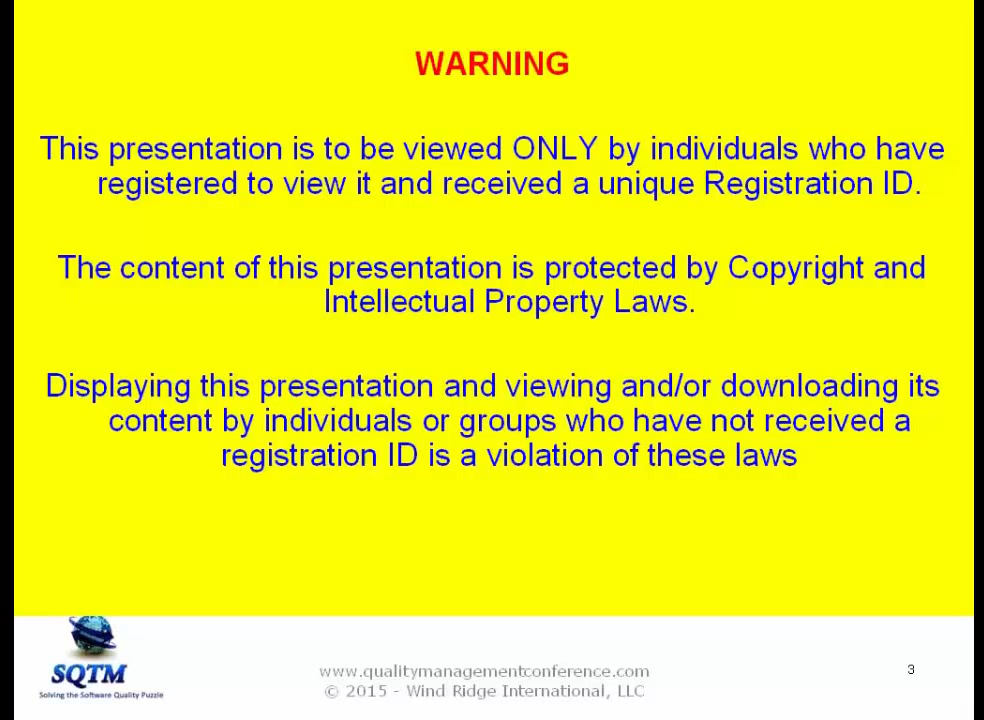 WARNING
This presentation is to be viewed ONLY by individuals who have
registered to view it and received a unique Registration ID.
The content of this presentation is protected by Copyright and
Intellectual Property Laws.
Displaying this presentation and viewing and/or downloading its
content by individuals or groups who have not received a
registration ID is a violation of these laws
SQTM
Solving the Software Quality Puzzle
www.qualitymanagementconference.com
© 2015 - Wind Ridge International, LLC
3